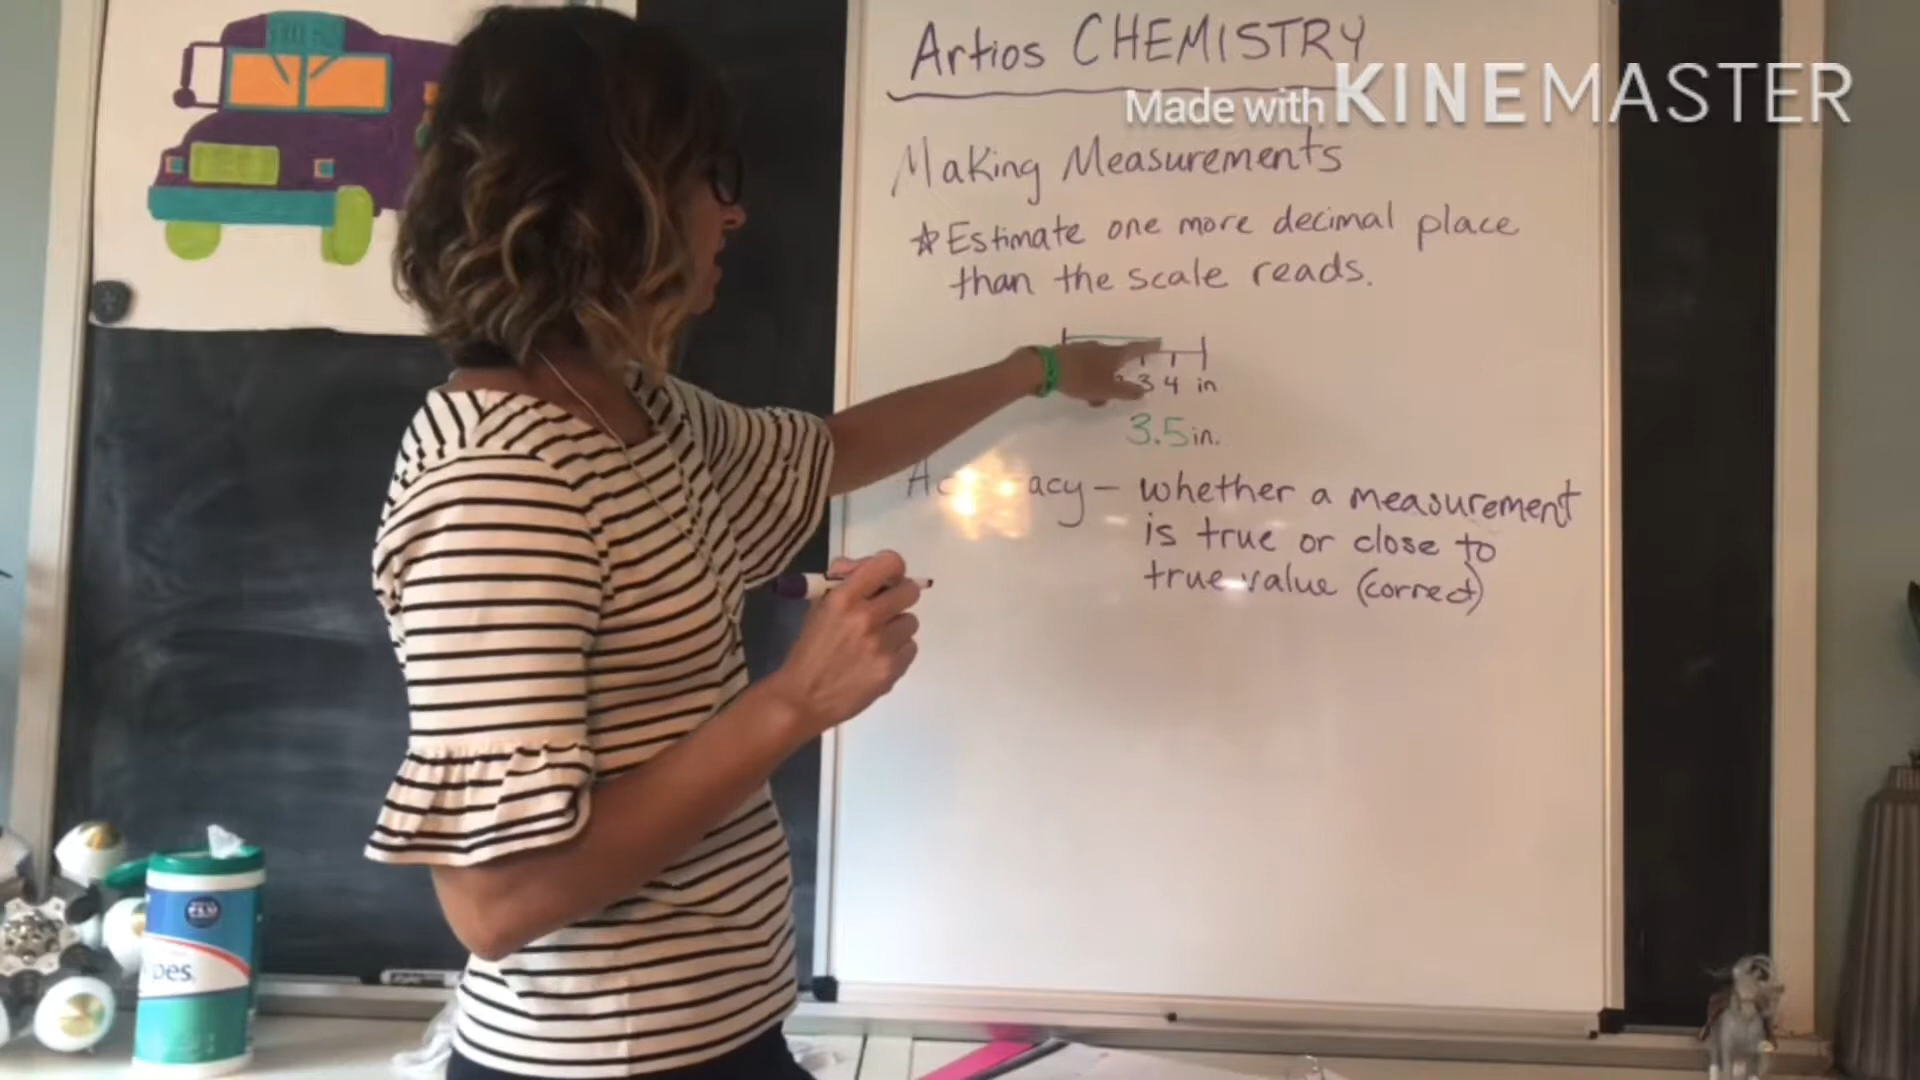 Artios CHEMISTRY
Made with KINEMASTER
Making Measurements
☆ Estimate one more decimal place
than the scale reads.
3 4 in
3.5 in.
whether a measurement
is true or close to
true value (correct)